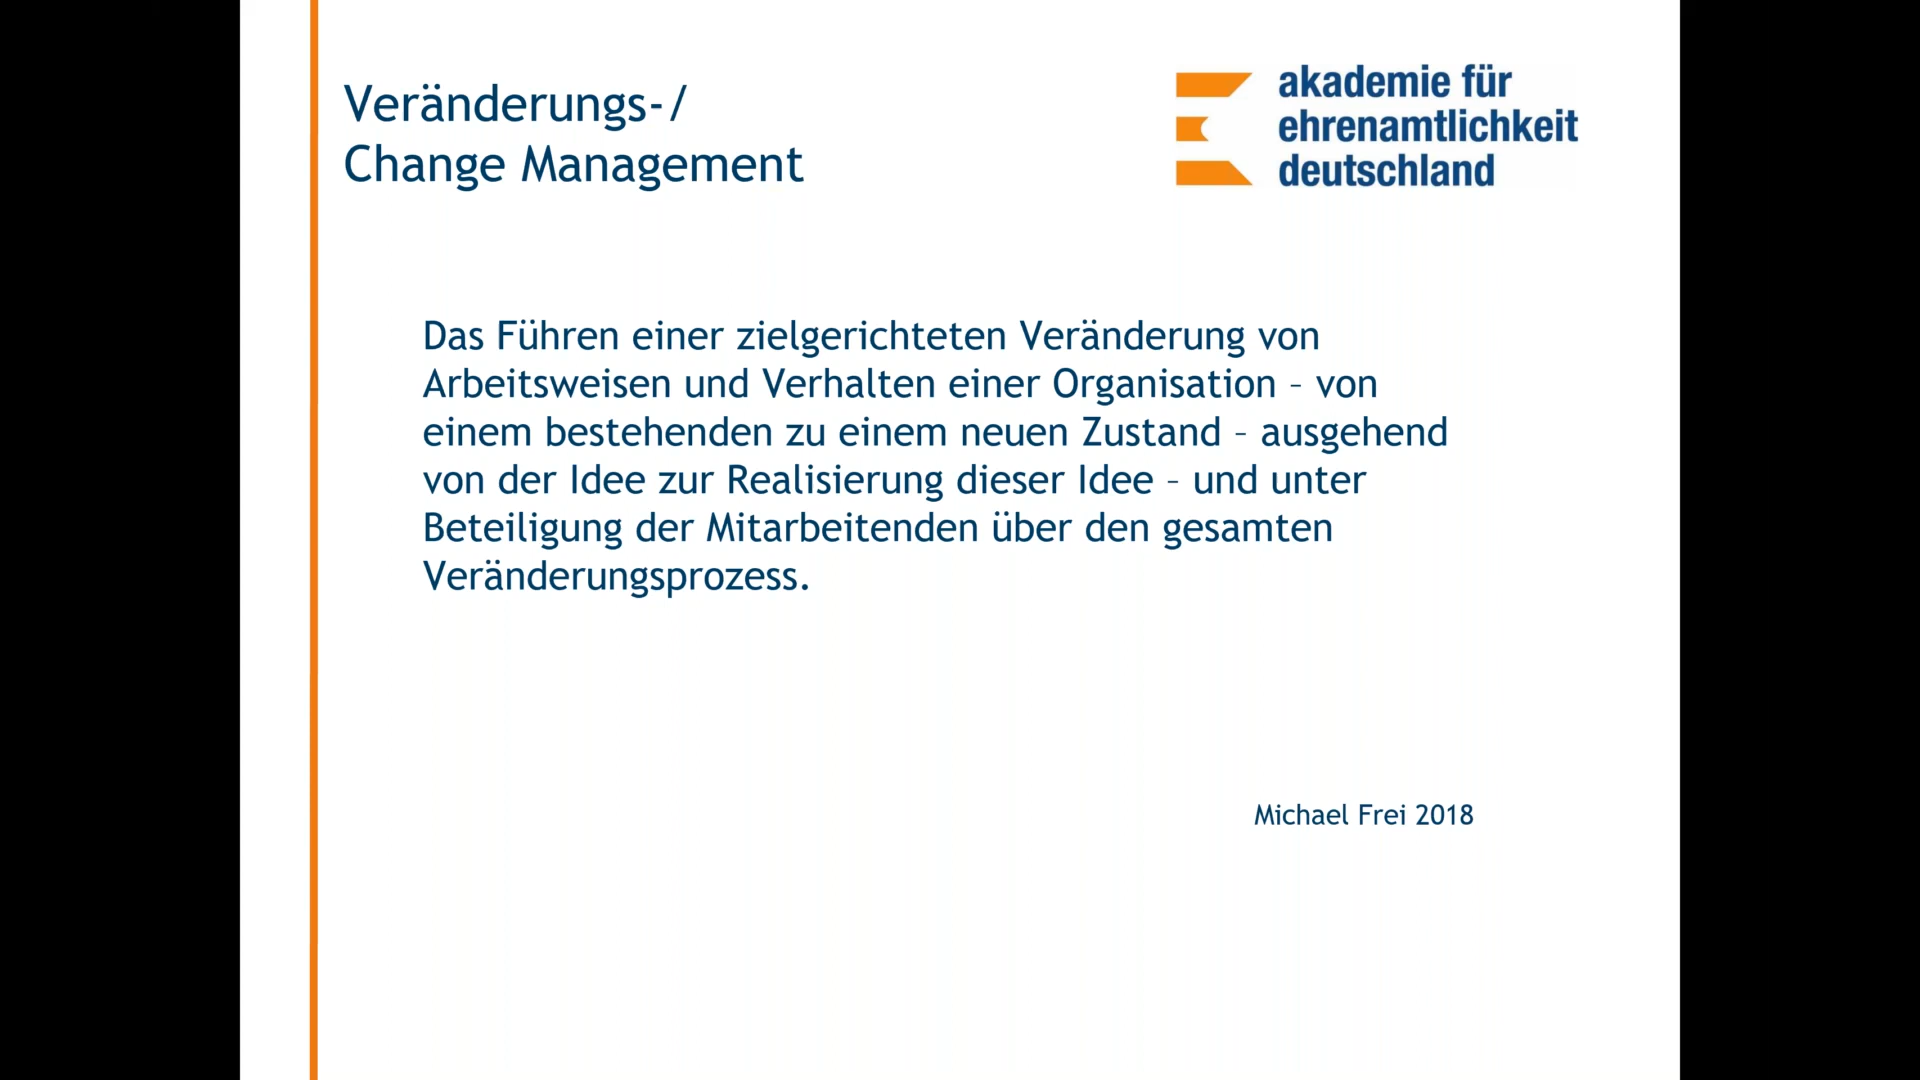 Veränderungs-/
Change Management
akademie für
ehrenamtlichkeit
deutschland
Das Führen einer zielgerichteten Veränderung von
Arbeitsweisen und Verhalten einer Organisation – von
einem bestehenden zu einem neuen Zustand – ausgehend
von der Idee zur Realisierung dieser Idee – und unter
Beteiligung der Mitarbeitenden über den gesamten
Veränderungsprozess.
Michael Frei 2018